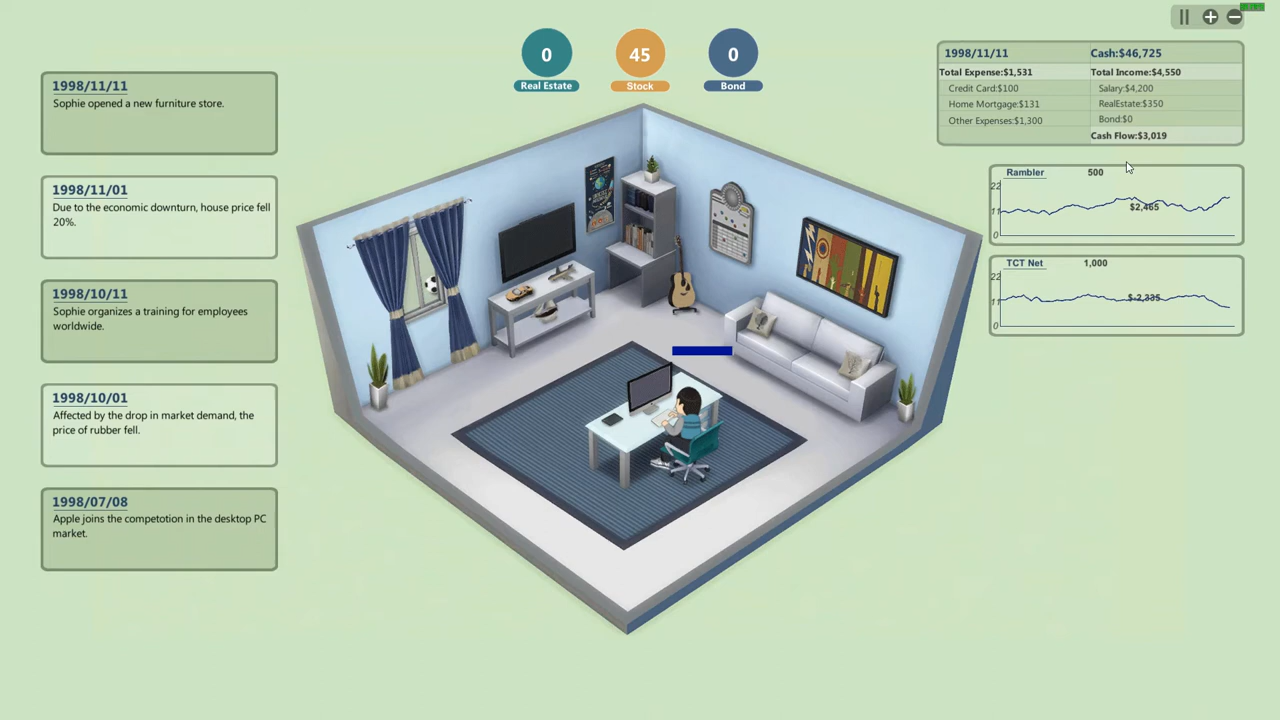 0
45
0
Real Estate
Stock
Bond
1998/11/11
Sophie opened a new furniture store.
1998/11/01
Due to the economic downturn, house price fell
20%.
1998/10/11
Sophie organizes a training for employees
worldwide.
1998/10/01
Affected by the drop in market demand, the
price of rubber fell.
1998/07/08
Apple joins the competotion in the desktop PC
market.
1998/11/11 Cash:$46,725
Total Expense:$1,531 Total Income:$4,550
Credit Card:$100 Salary:$4,200
Home Mortgage:$131 RealEstate:$350
Other Expenses:$1,300 Bond:$0
Cash Flow:$3,019
Rambler 500
22
11
$2,465
0
TCT Net 1,000
22
11
$-2,335
0